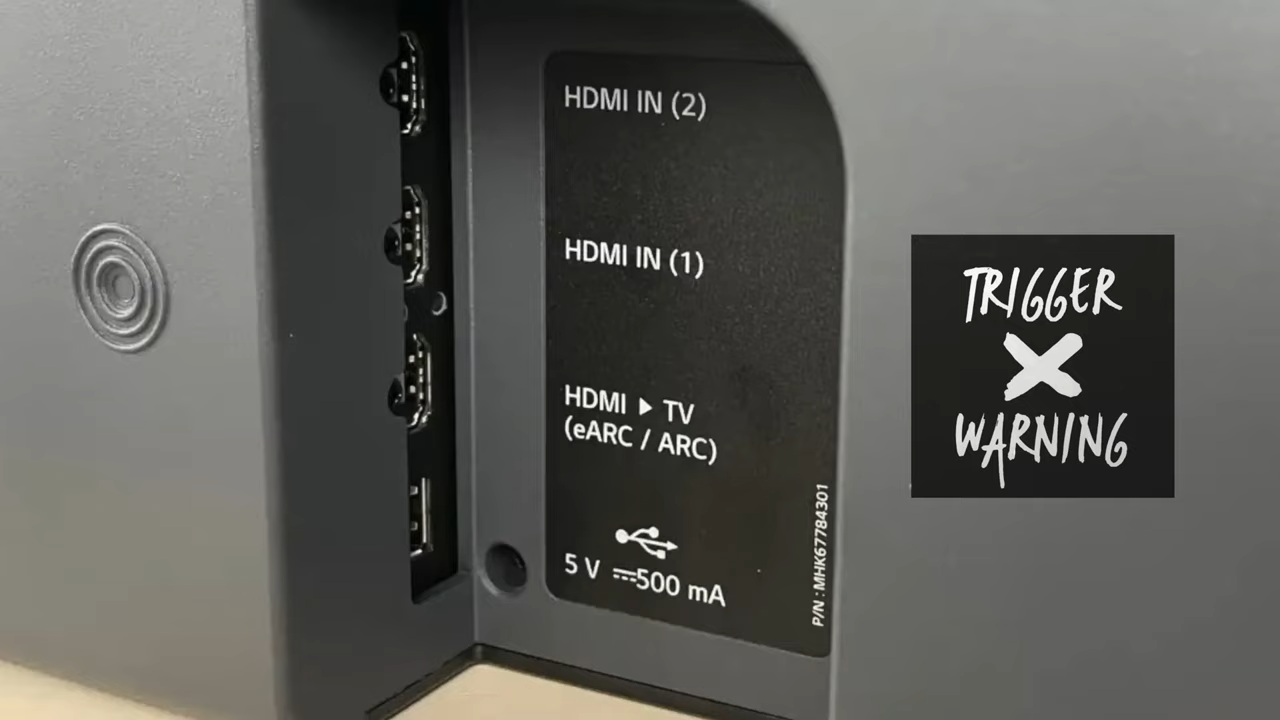 HDMI IN (2)
HDMI IN (1)
HDMI ▶ TV
(eARC / ARC)
5 V ⎓500 mA
P/N : MHK67784301
TRIGGER
WARNING